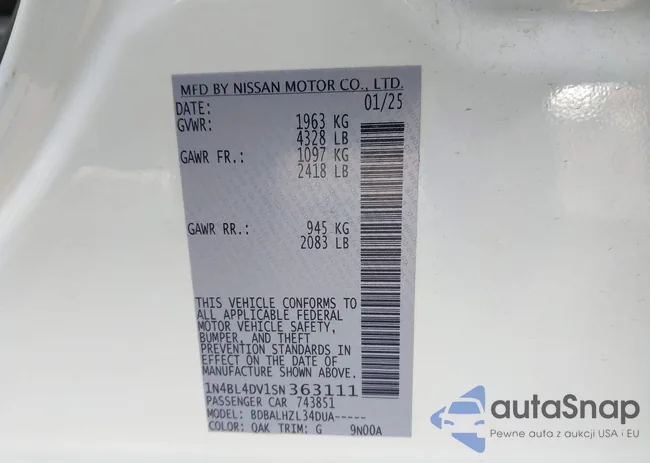 MFD BY NISSAN MOTOR CO., LTD.
DATE: 01/25
GVWR: 1963 KG
4328 LB
GAWR FR.: 1097 KG
2418 LB
GAWR RR.: 945 KG
2083 LB
THIS VEHICLE CONFORMS TO
ALL APPLICABLE FEDERAL
MOTOR VEHICLE SAFETY,
BUMPER, AND THEFT
PREVENTION STANDARDS IN
EFFECT ON THE DATE OF
MANUFACTURE SHOWN ABOVE.
1N4BL4DV1SN363111
PASSENGER CAR 743851
MODEL: BDBALHZL34DUA-----
COLOR: QAK TRIM: G 9N00A
autoSnap
Pewne auta z aukcji USA i EU